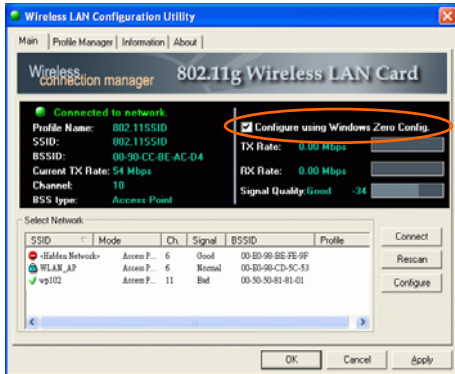 Wireless LAN Configuration Utility
Main Profile Manager Information About
Wireless connection manager 802.11g Wireless LAN Card
Connected to network.
Profile Name: 802.11SSID
SSID: 802.11SSID
BSSID: 00-90-CC-BE-AC-D4
Current TX Rate: 54 Mbps
Channel: 10
BSS type: Access Point
Configure using Windows Zero Config.
TX Rate: 0.00 Mbps
RX Rate: 0.00 Mbps
Signal Quality: Good -34
Select Network
SSID Mode Ch. Signal BSSID Profile
<Hidden Network> Access P... 6 Good 00-E0-98-BE-FE-9F
WLAN_AP Access P... 6 Normal 00-E0-98-CD-5C-53
wp102 Access P... 11 Bad 00-50-50-81-81-01
Connect
Rescan
Configure
OK Cancel Apply